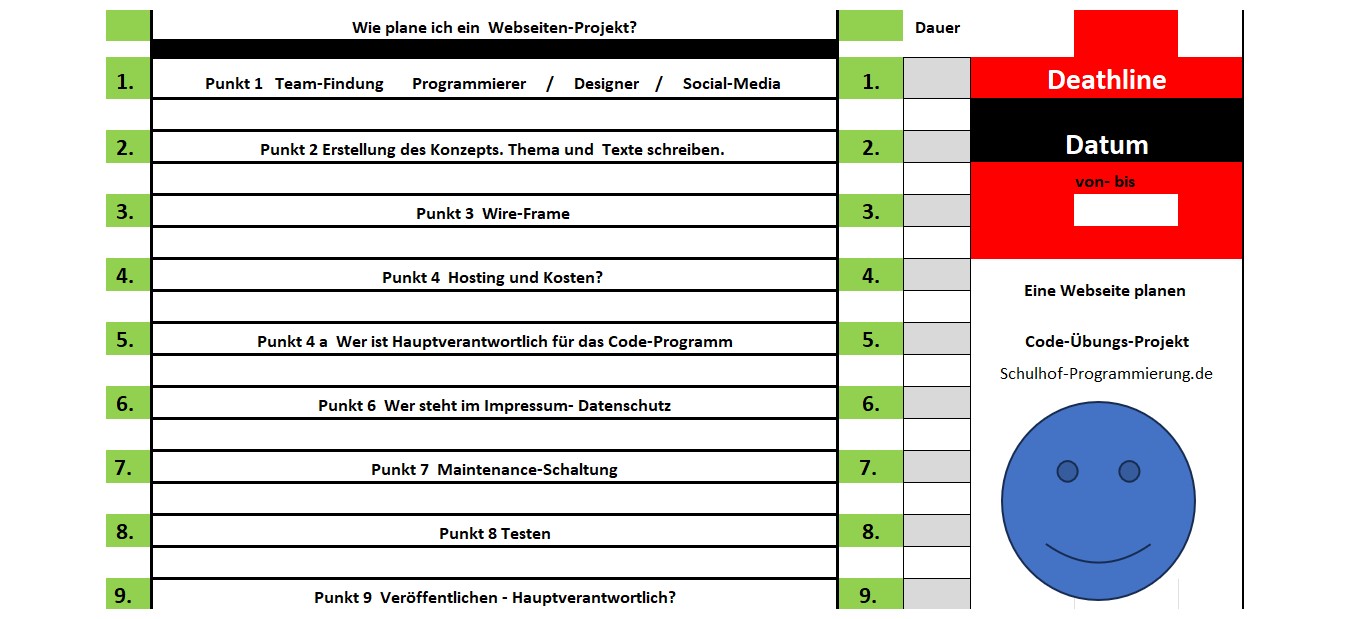 Wie plane ich ein Webseiten-Projekt? Dauer
1. Punkt 1 Team-Findung Programmierer / Designer / Social-Media 1. Deathline
2. Punkt 2 Erstellung des Konzepts. Thema und Texte schreiben. 2. Datum
von- bis
3. Punkt 3 Wire-Frame 3.
4. Punkt 4 Hosting und Kosten? 4.
Eine Webseite planen
5. Punkt 4 a Wer ist Hauptverantwortlich für das Code-Programm 5. Code-Übungs-Projekt
Schulhof-Programmierung.de
6. Punkt 6 Wer steht im Impressum- Datenschutz 6.
7. Punkt 7 Maintenance-Schaltung 7.
8. Punkt 8 Testen 8.
9. Punkt 9 Veröffentlichen - Hauptverantwortlich? 9.